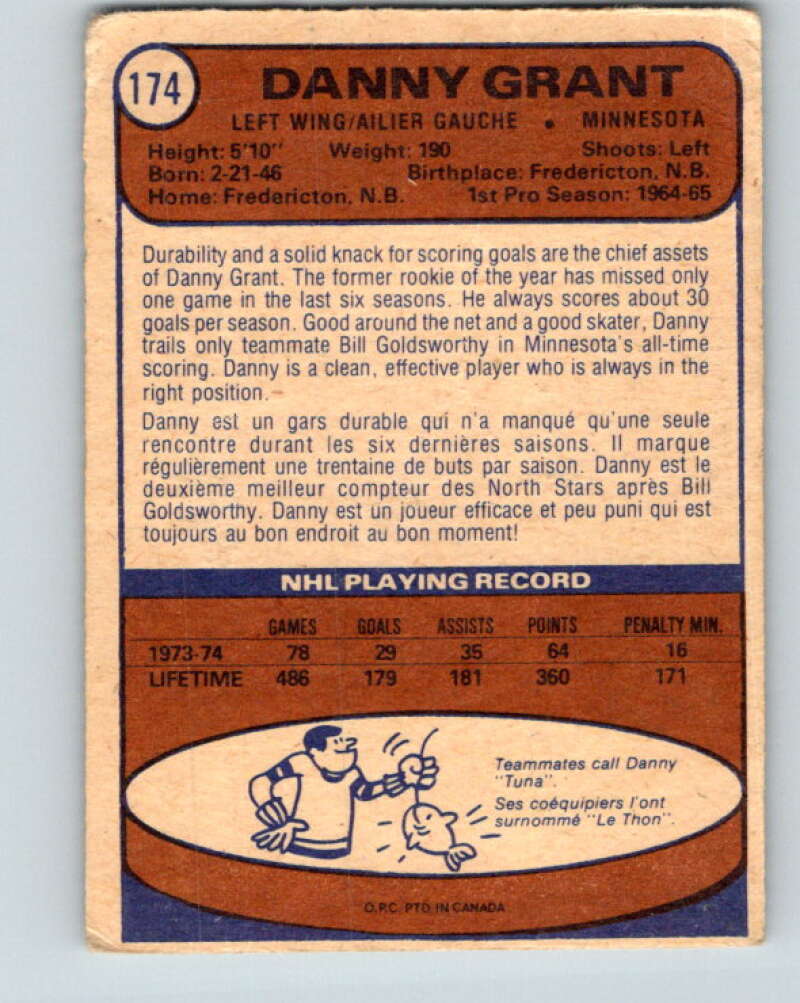 174
DANNY GRANT
LEFT WING/AILIER GAUCHE • MINNESOTA
Height: 5'10" Weight: 190 Shoots: Left
Born: 2-21-46 Birthplace: Fredericton, N.B.
Home: Fredericton, N.B. 1st Pro Season: 1964-65
Durability and a solid knack for scoring goals are the chief assets
of Danny Grant. The former rookie of the year has missed only
one game in the last six seasons. He always scores about 30
goals per season. Good around the net and a good skater, Danny
trails only teammate Bill Goldsworthy in Minnesota's all-time
scoring. Danny is a clean, effective player who is always in the
right position.
Danny est un gars durable qui n'a manqué qu'une seule
rencontre durant les six dernières saisons. Il marque
régulièrement une trentaine de buts par saison. Danny est le
deuxième meilleur compteur des North Stars après Bill
Goldsworthy. Danny est un joueur efficace et peu puni qui est
toujours au bon endroit au bon moment!
NHL PLAYING RECORD
GAMES GOALS ASSISTS POINTS PENALTY MIN.
1973-74 78 29 35 64 16
LIFETIME 486 179 181 360 171
Teammates call Danny
"Tuna".
Ses coéquipiers l'ont
surnommé "Le Thon".
O.P.C. PTD IN CANADA